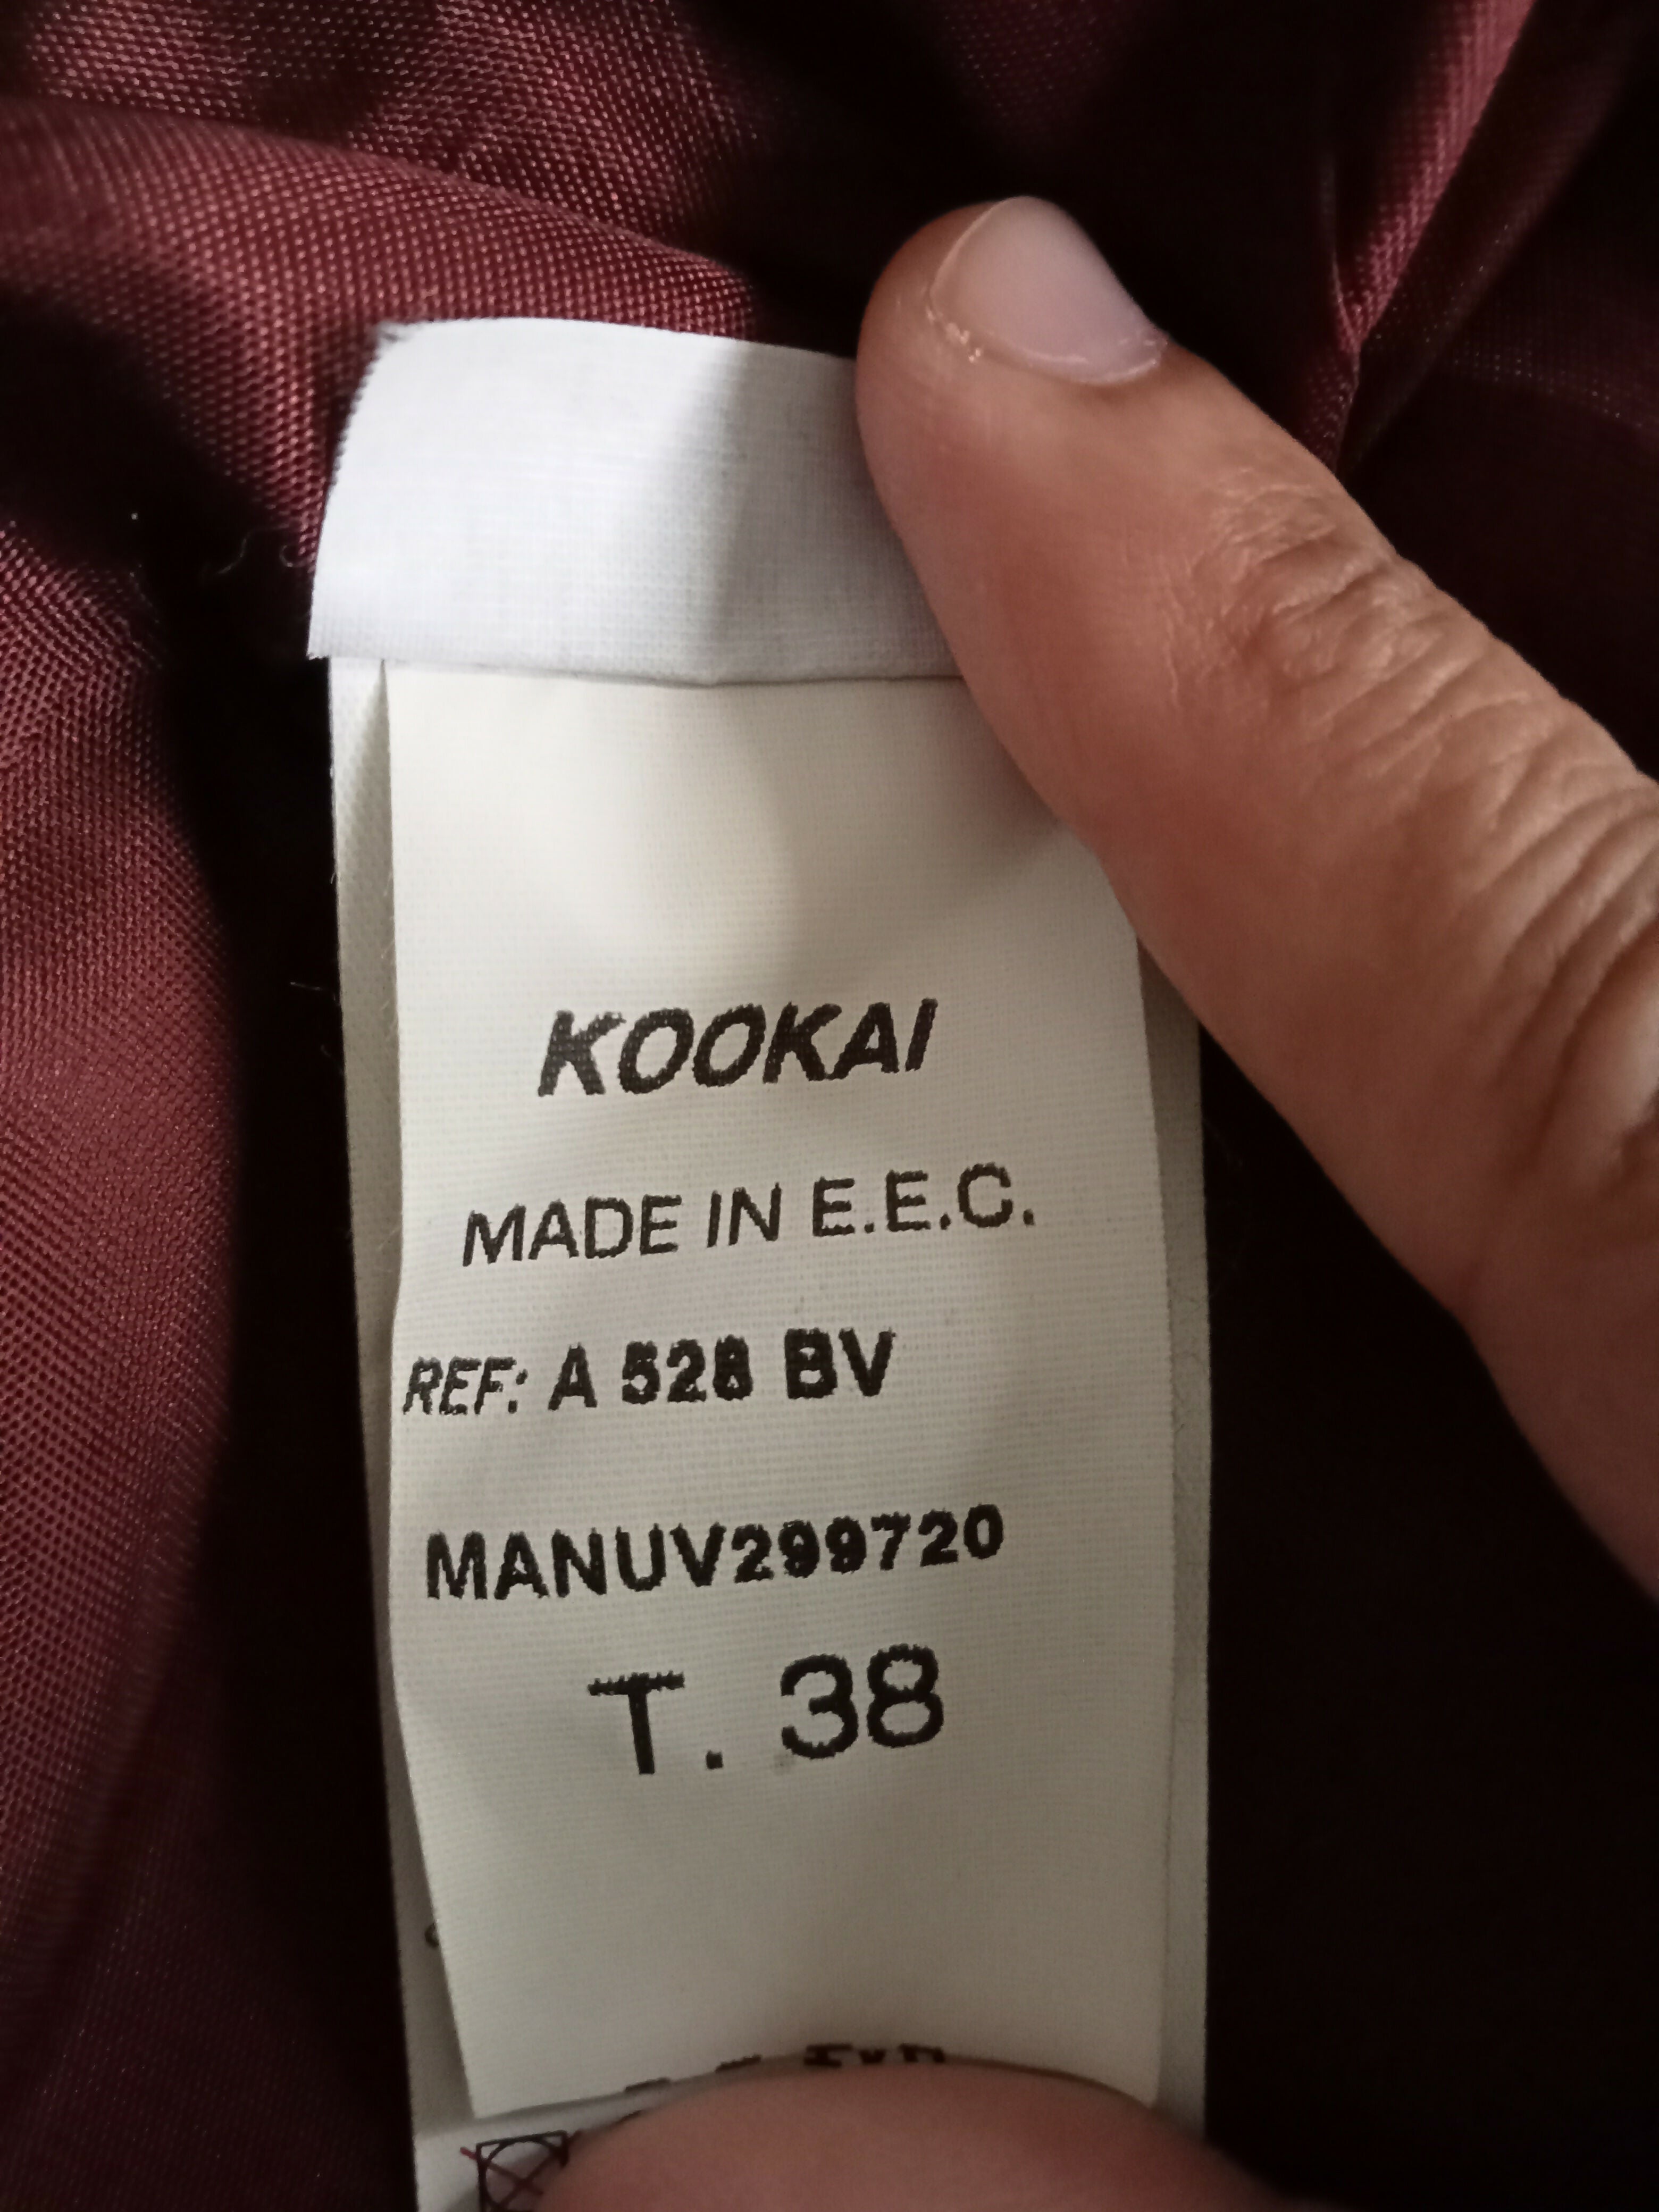 KOOKAI
MADE IN E.E.C.
REF: A 528 BV
MANUV299720
T. 38